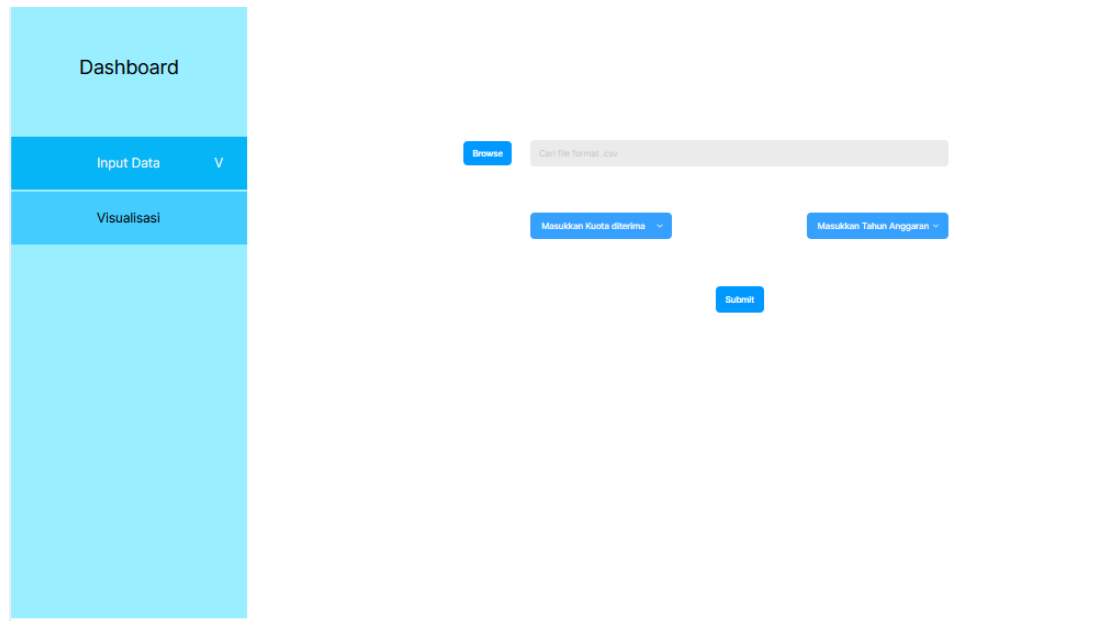 Dashboard
Input Data V
Visualisasi
Browse
Cari file format .csv
Masukkan Kuota diterima
Masukkan Tahun Anggaran
Submit